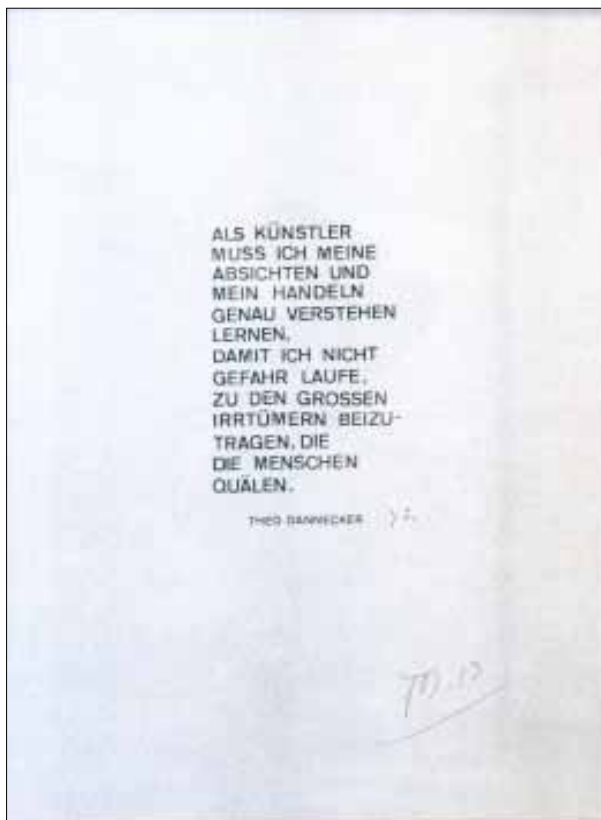 ALS KÜNSTLER
MUSS ICH MEINE
ABSICHTEN UND
MEIN HANDELN
GENAU VERSTEHEN
LERNEN,
DAMIT ICH NICHT
GEFAHR LAUFE,
ZU DEN GROSSEN
IRRTÜMERN BEIZU-
TRAGEN, DIE
DIE MENSCHEN
QUÄLEN.
THEO DANNECKER